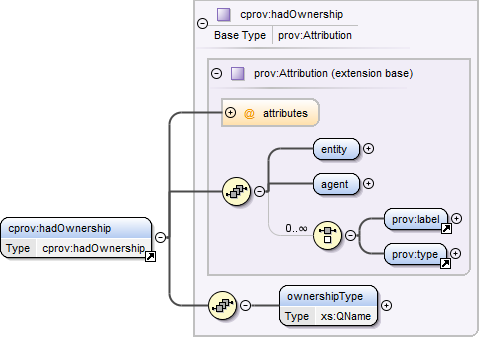 cprov:hadOwnership
Base Type prov:Attribution
prov:Attribution (extension base)
@ attributes
entity
agent
0..∞
prov:label
prov:type
cprov:hadOwnership
Type cprov:hadOwnership
ownershipType
Type xs:QName